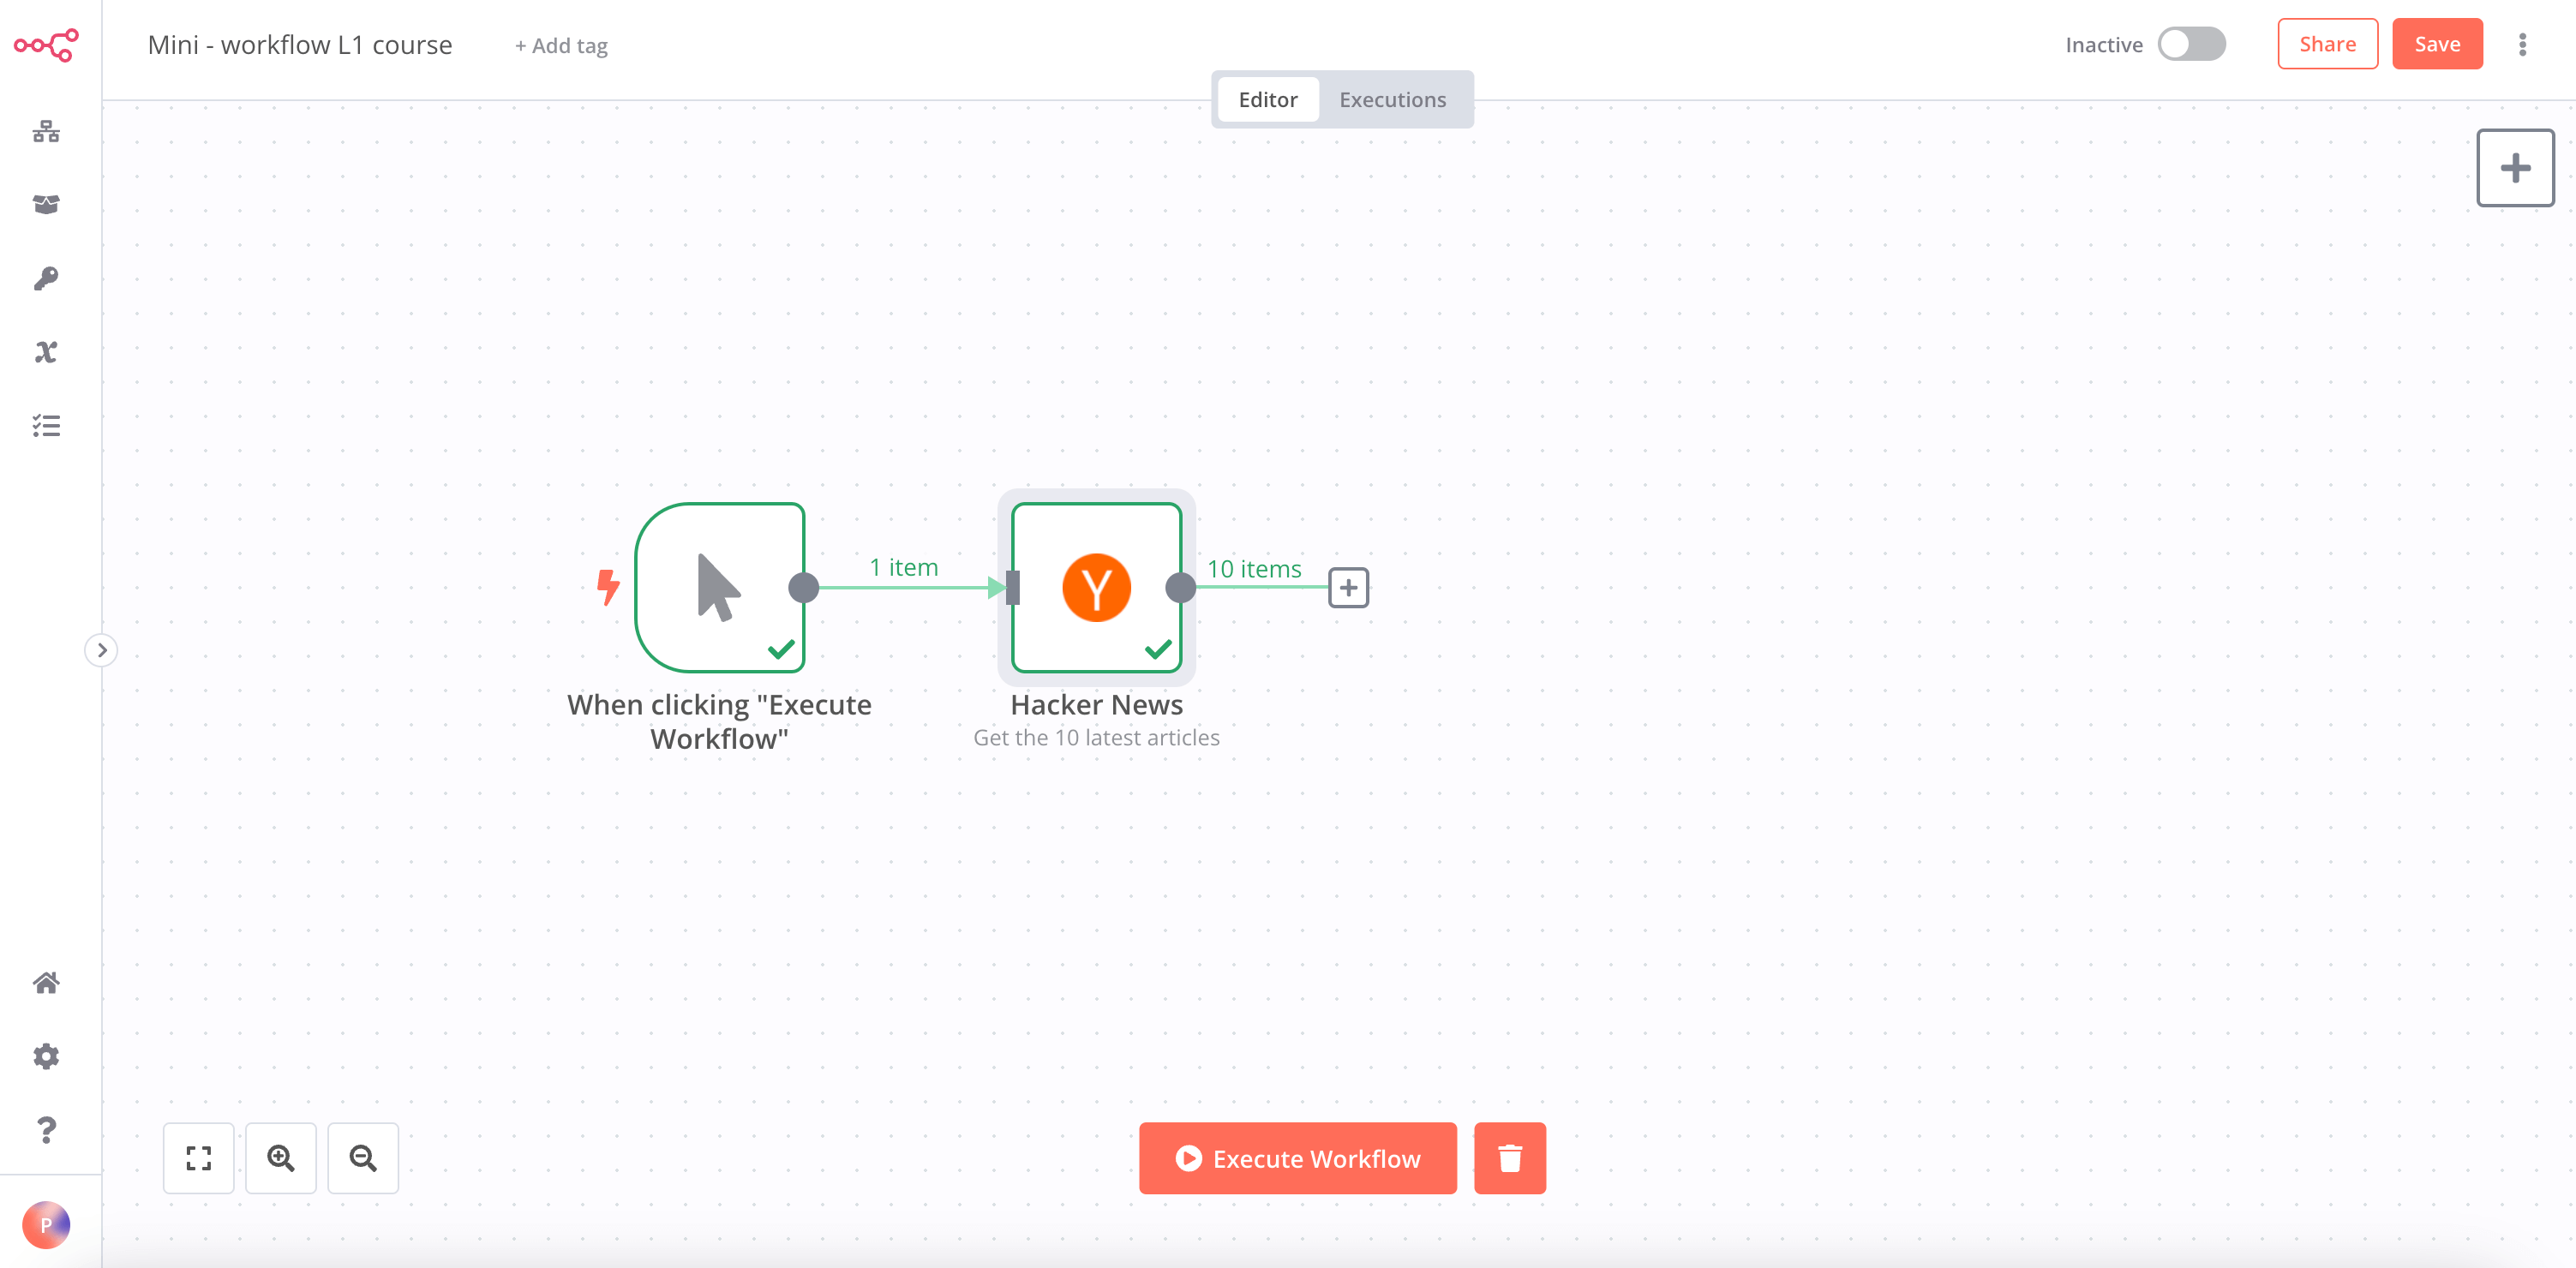 Mini - workflow L1 course
+ Add tag
Inactive
Share
Save
Editor
Executions
1 item
10 items
When clicking "Execute
Workflow"
Hacker News
Get the 10 latest articles
Execute Workflow
P